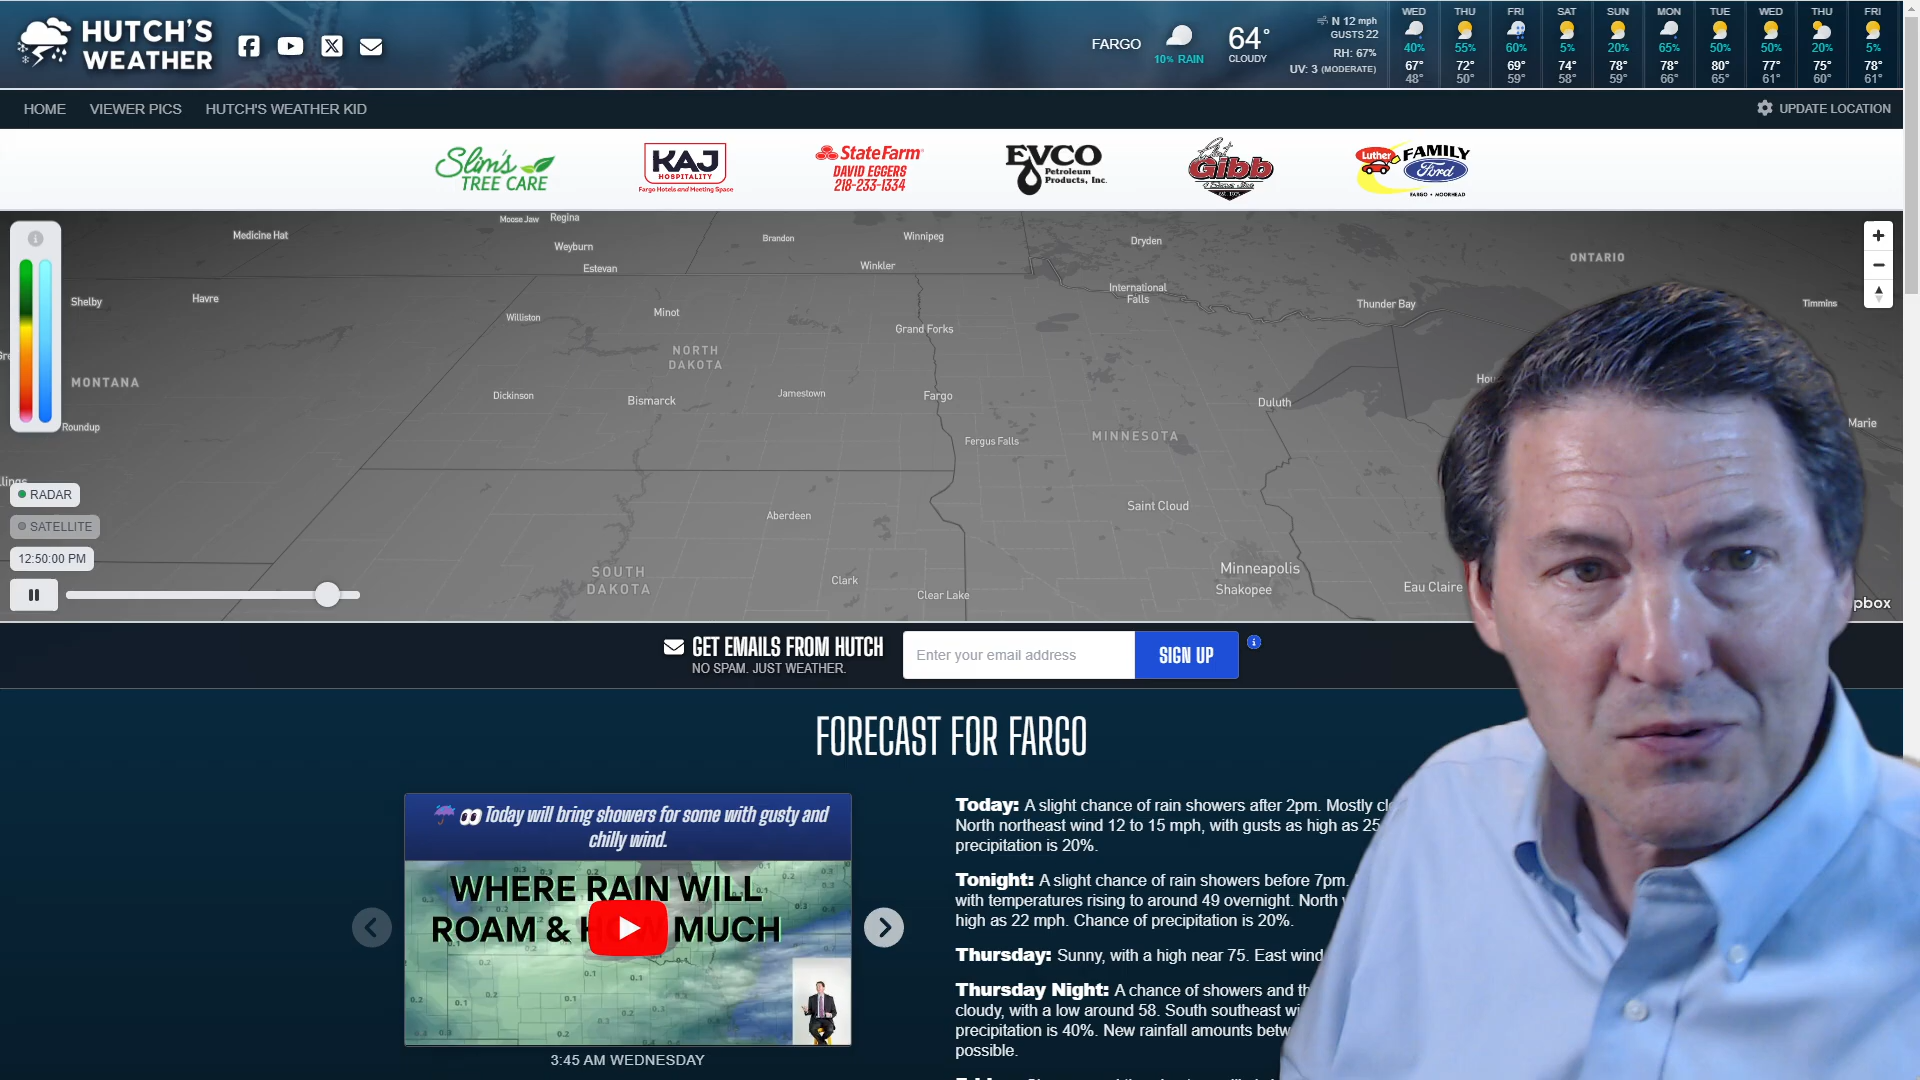 HUTCH'S
WEATHER
FARGO
10% RAIN
64°
CLOUDY
N 12 mph
GUSTS 22
RH: 67%
UV: 3 (MODERATE)
WED THU FRI SAT SUN MON TUE WED THU FRI
40% 55% 60% 5% 20% 65% 50% 50% 20% 5%
67° 72° 69° 74° 78° 78° 80° 77° 75° 78°
48° 50° 59° 58° 59° 66° 65° 61° 60° 61°
HOME VIEWER PICS HUTCH'S WEATHER KID
UPDATE LOCATION
Slim's
TREE CARE
KAJ
HOSPITALITY
Fargo Hotels and Meeting Space
StateFarm
DAVID EGGERS
218-233-1334
EVCO
Petroleum
Products, Inc.
Gibb
Luther FAMILY
Ford
FARGO • MOORHEAD
Moose Jaw Regina
Medicine Hat
Brandon
Winnipeg
Dryden
Weyburn
ONTARIO
Estevan
Winkler
International
Falls
Shelby
Havre
Thunder Bay
Timmins
Williston
Minot
Grand Forks
NORTH
DAKOTA
MONTANA
Dickinson
Bismarck
Jamestown
Fargo
Duluth
Roundup
Marie
Fergus Falls
MINNESOTA
RADAR
Saint Cloud
Aberdeen
SATELLITE
12:50:00 PM
SOUTH
DAKOTA
Clark
Minneapolis
Shakopee
Eau Claire
Clear Lake
pbox
GET EMAILS FROM HUTCH
NO SPAM. JUST WEATHER.
Enter your email address
SIGN UP
FORECAST FOR FARGO
Today will bring showers for some with gusty and
chilly wind.
WHERE RAIN WILL
ROAM & HOW MUCH
3:45 AM WEDNESDAY
Today: A slight chance of rain showers after 2pm. Mostly
North northeast wind 12 to 15 mph, with gusts as high as 25
precipitation is 20%.
Tonight: A slight chance of rain showers before 7pm.
with temperatures rising to around 49 overnight. North
high as 22 mph. Chance of precipitation is 20%.
Thursday: Sunny, with a high near 75. East wind
Thursday Night: A chance of showers and
cloudy, with a low around 58. South southeast
precipitation is 40%. New rainfall amounts
possible.